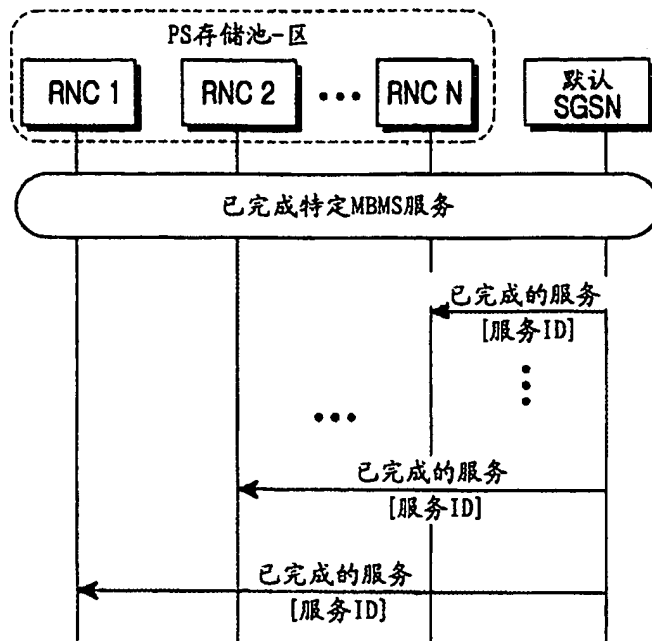 PS存储池-区
RNC 1
RNC 2
RNC N
默认
SGSN
已完成特定MBMS服务
已完成的服务
[服务ID]
已完成的服务
[服务ID]
已完成的服务
[服务ID]